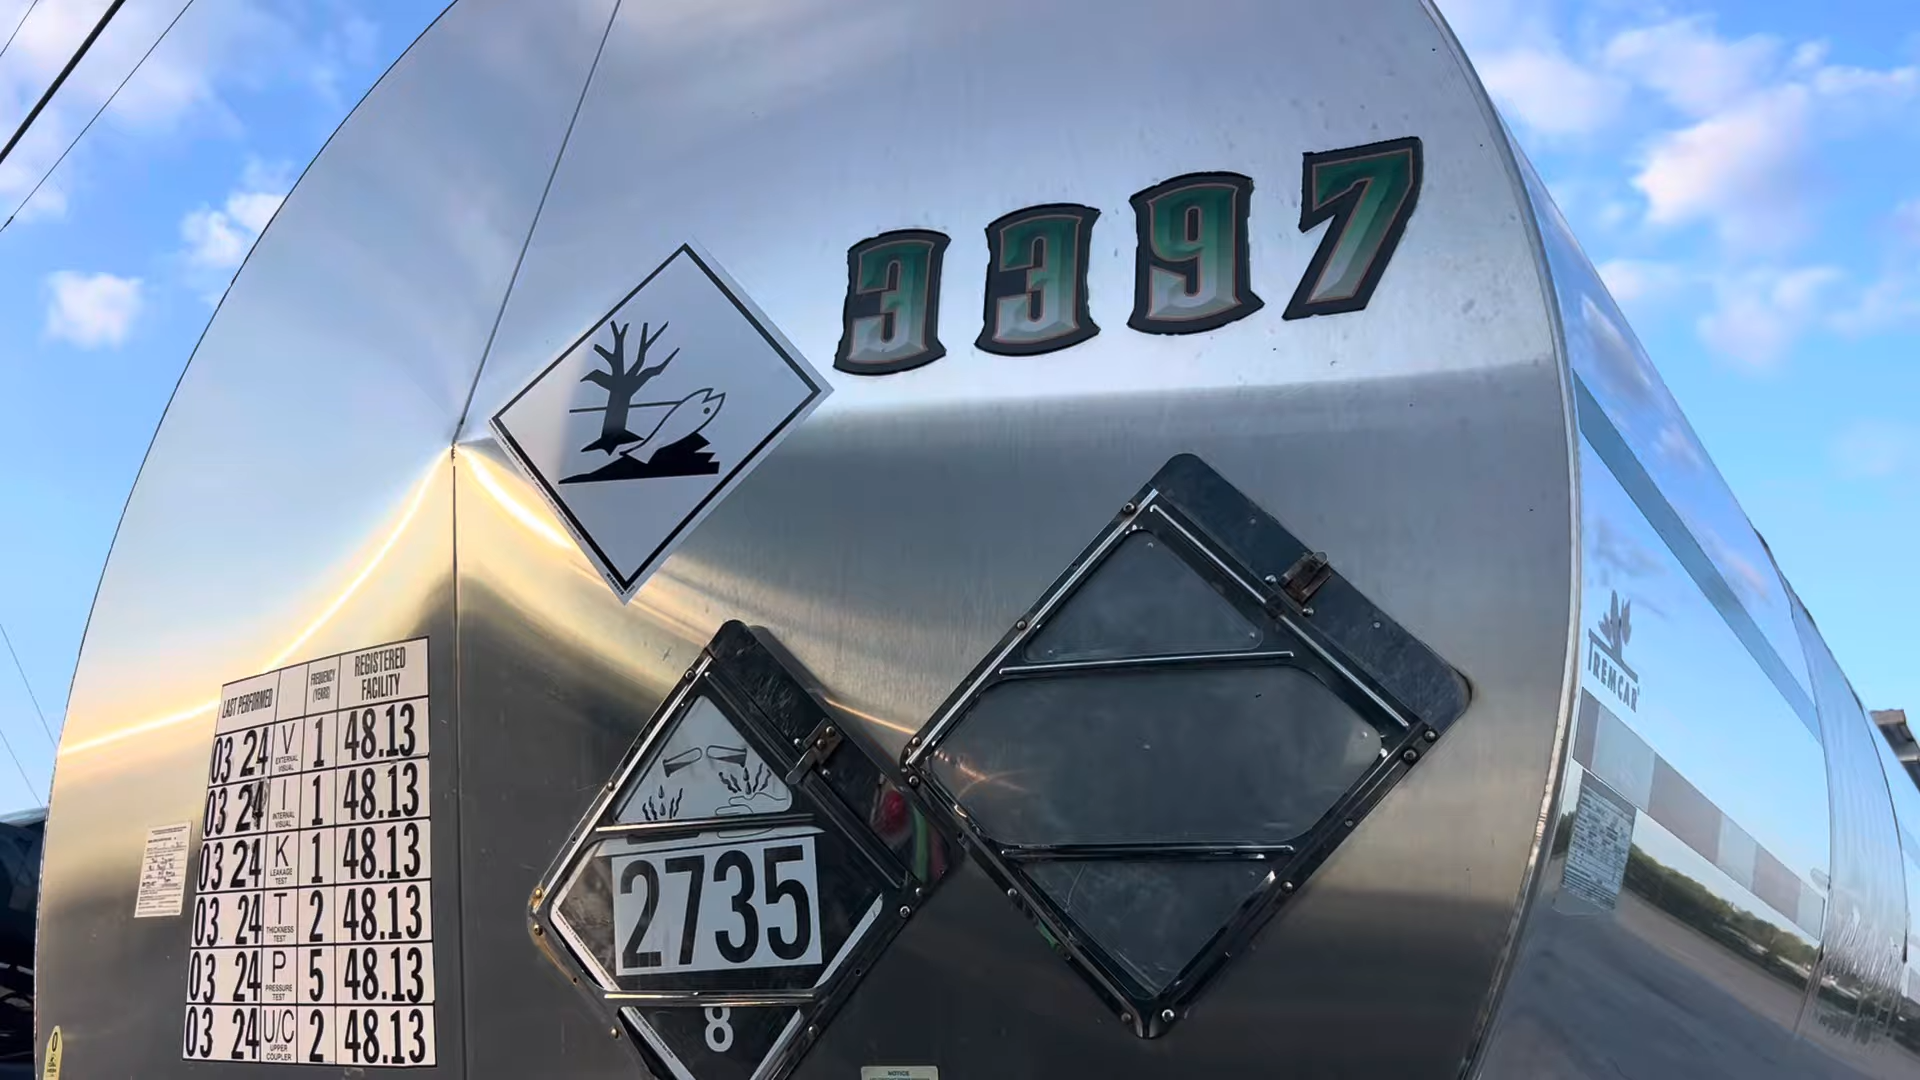 3397
LAST PERFORMED FREQUENCY (YEARS) REGISTERED FACILITY
03 24 V EXTERNAL VISUAL 1 48.13
03 24 I INTERNAL VISUAL 1 48.13
03 24 K LEAKAGE TEST 1 48.13
03 24 T THICKNESS TEST 2 48.13
03 24 P PRESSURE TEST 5 48.13
03 24 U/C UPPER COUPLER 2 48.13
2735
8
TREMCAR
NOTICE